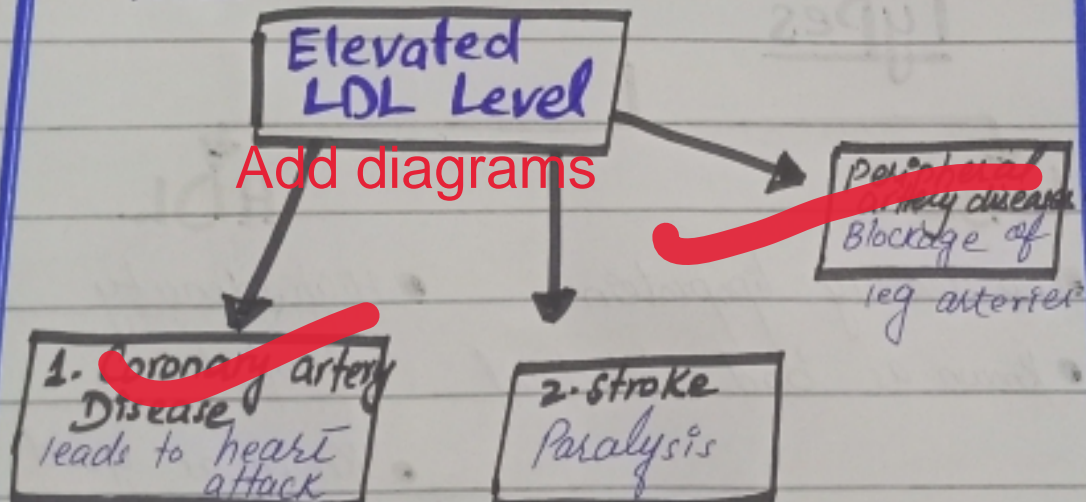 Elevated
LDL Level
Add diagrams
Peripheral
artery disease
Blockage of
leg arteries
1. Coronary artery
Disease
leads to heart
attack
2. Stroke
Paralysis